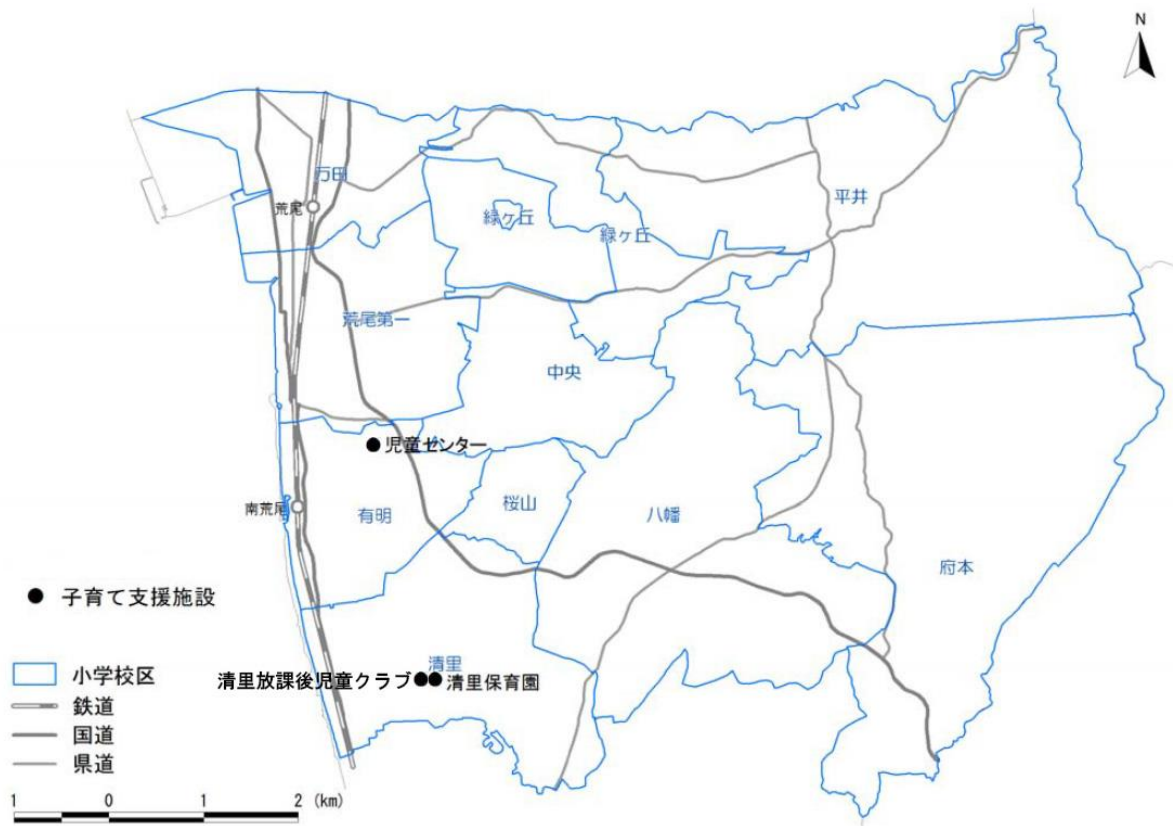 N
万田
荒尾
緑ヶ丘
緑ヶ丘
平井
荒尾第一
中央
児童センター
南荒尾
有明
桜山
八幡
府本
● 子育て支援施設
清里
清里放課後児童クラブ
清里保育園
小学校区
鉄道
国道
県道
1 0 1 2 (km)